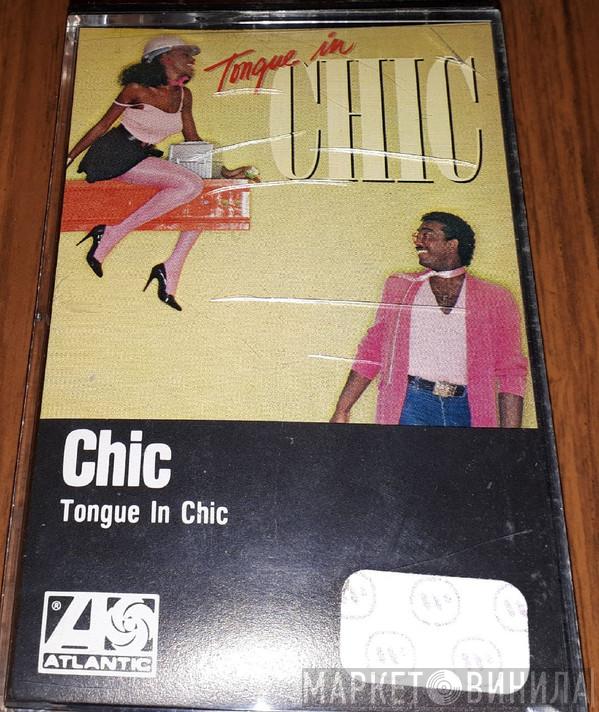 Tongue in
CHIC
Chic
Tongue In Chic
®
ATLANTIC
МАРКЕТ ВИНИЛА